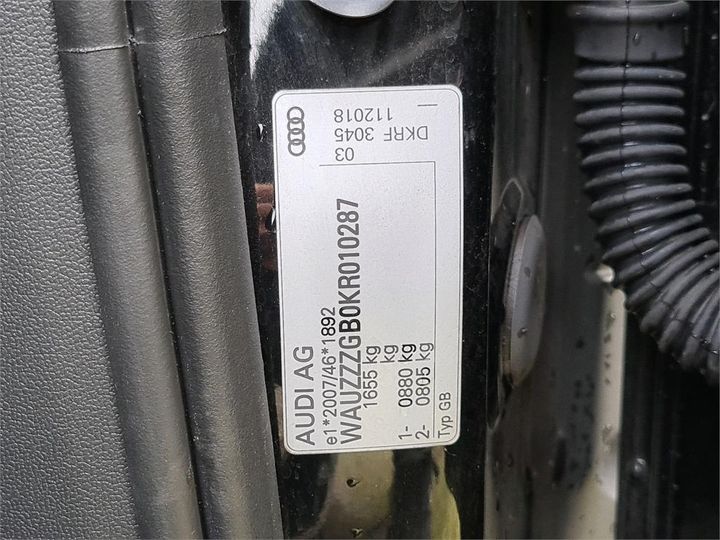 AUDI AG
e1*2007/46*1892
WAUZZZGB0KR010287
1655 kg
kg
1- 0880 kg
2- 0805 kg
Typ GB
03
DKRF 3045
112018